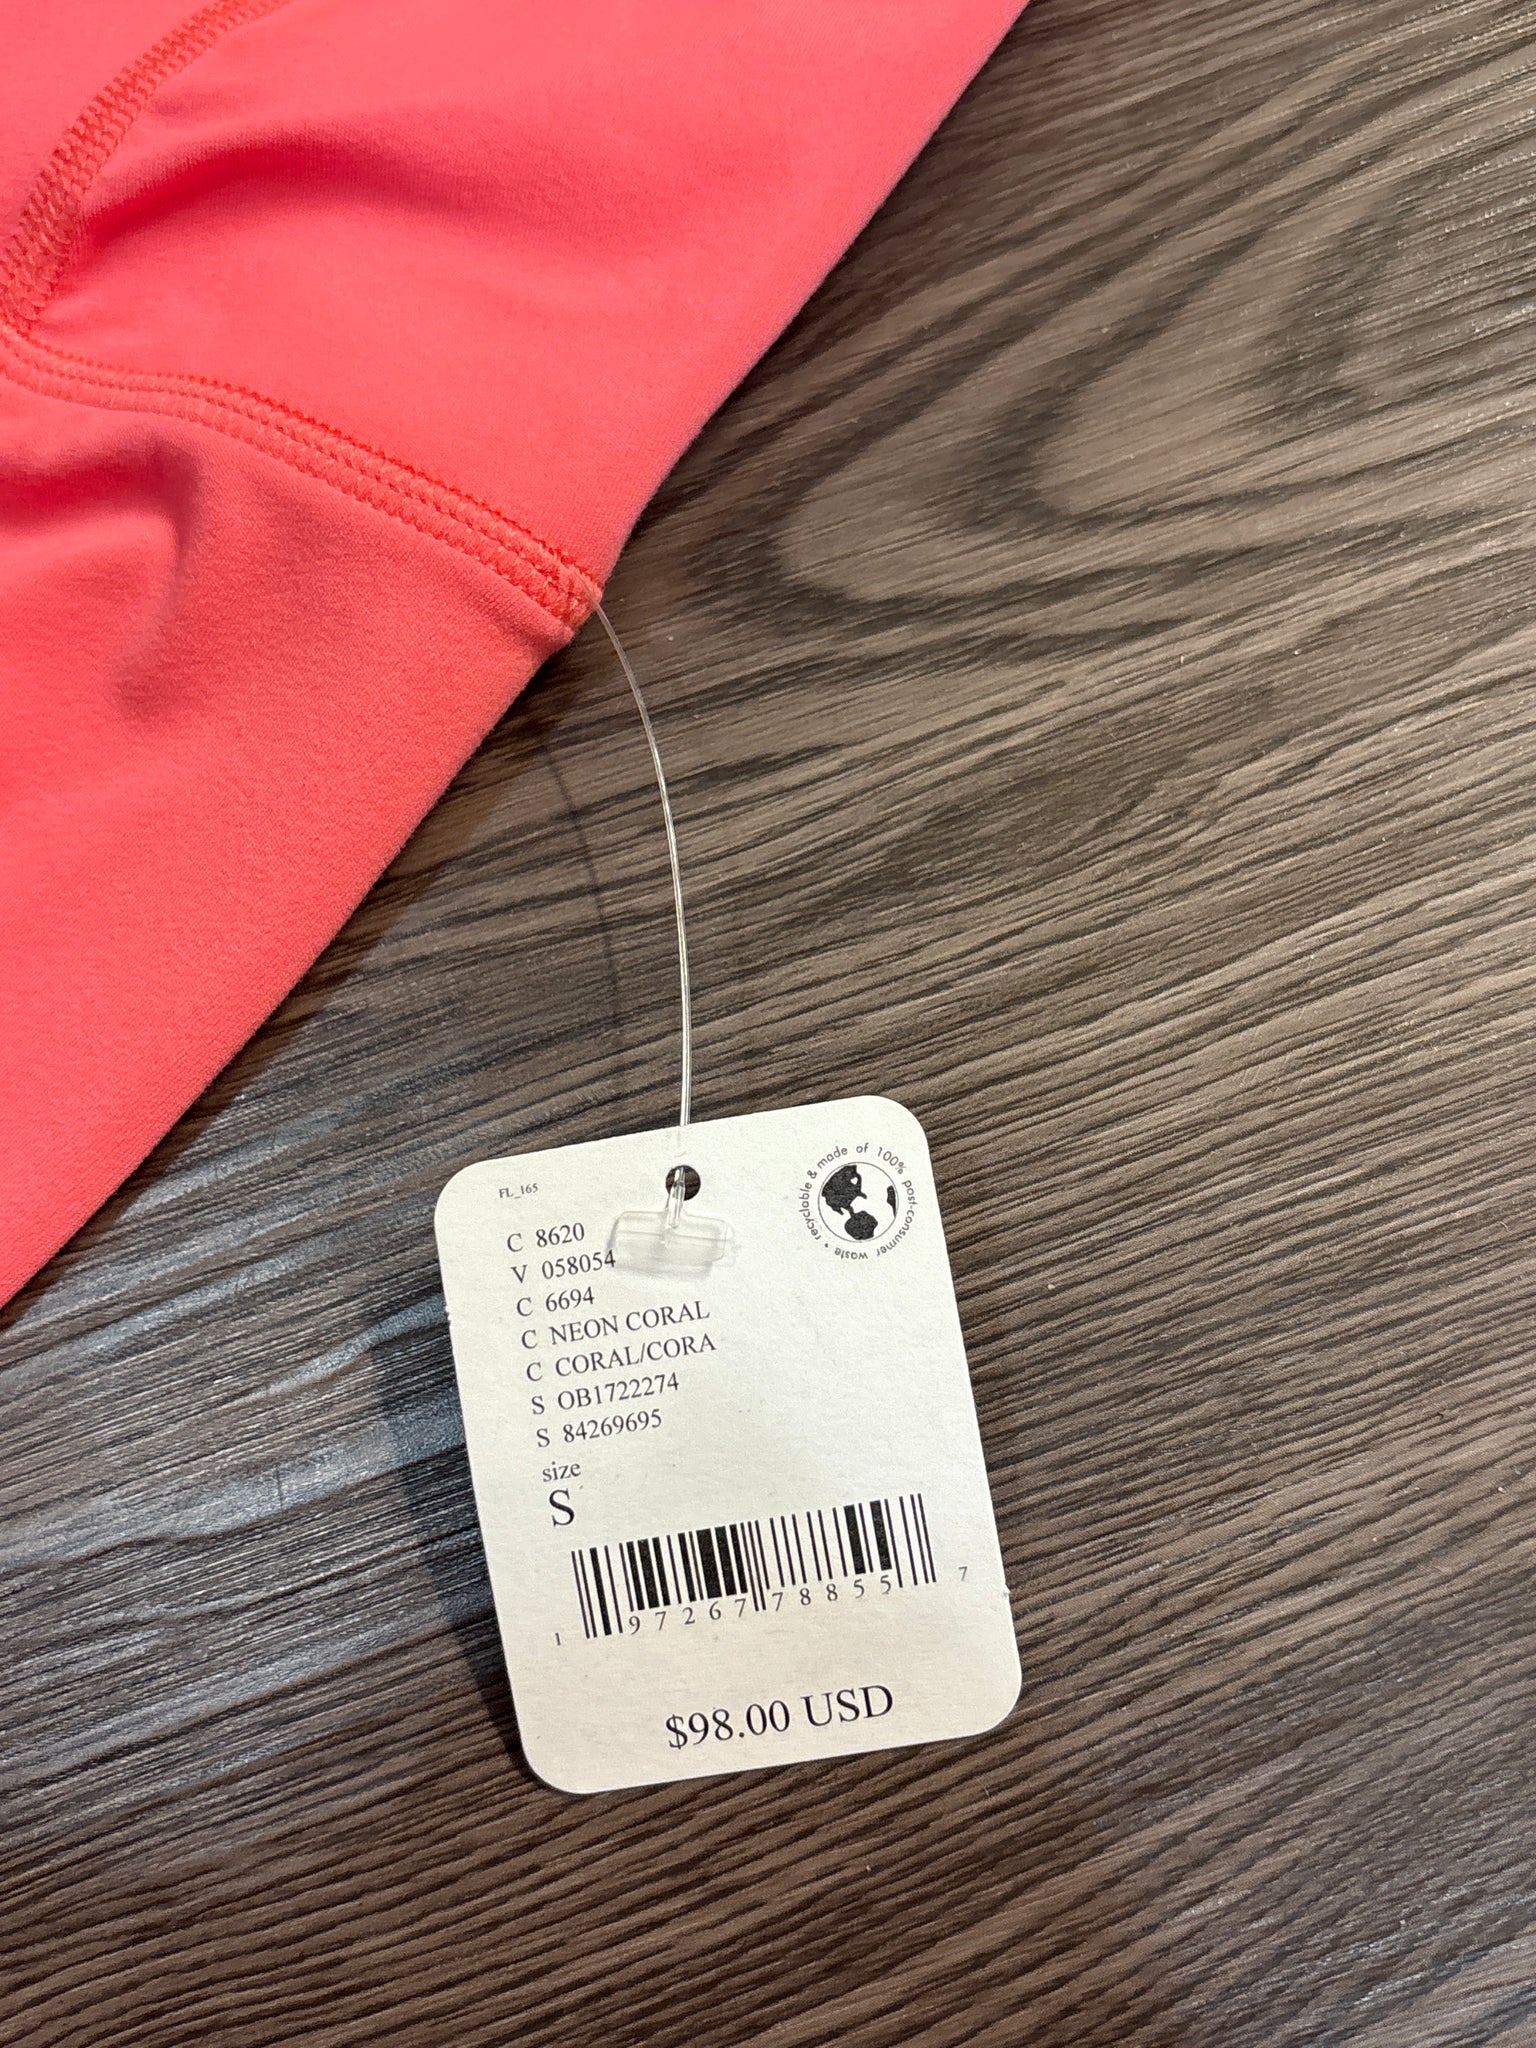 FL_165
recyclable & made of 100% post-consumer waste •
C 8620
V 058054
C 6694
C NEON CORAL
C CORAL/CORA
S OB1722274
S 84269695
size
S
1 97267 78855 7
$98.00 USD